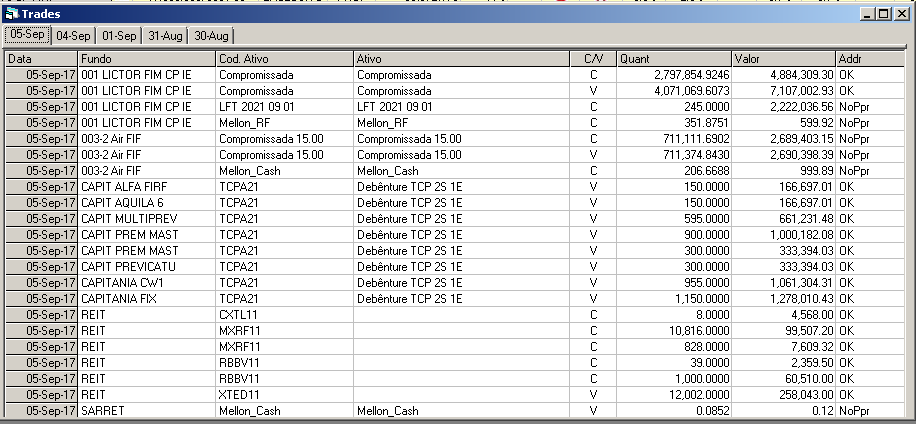 Trades
05-Sep 04-Sep 01-Sep 31-Aug 30-Aug
Data Fundo Cod. Ativo Ativo C/V Quant Valor Addr
05-Sep-17 001 LICTOR FIM CP IE Compromissada Compromissada C 2,797,854.9246 4,884,309.30 OK
05-Sep-17 001 LICTOR FIM CP IE Compromissada Compromissada V 4,071,069.6073 7,107,002.93 OK
05-Sep-17 001 LICTOR FIM CP IE LFT 2021 09 01 LFT 2021 09 01 C 245.0000 2,222,036.56 NoPpr
05-Sep-17 001 LICTOR FIM CP IE Mellon_RF Mellon_RF C 351.8751 599.92 NoPpr
05-Sep-17 003-2 Air FIF Compromissada 15.00 Compromissada 15.00 C 711,111.6902 2,689,403.15 NoPpr
05-Sep-17 003-2 Air FIF Compromissada 15.00 Compromissada 15.00 V 711,374.8430 2,690,398.39 NoPpr
05-Sep-17 003-2 Air FIF Mellon_Cash Mellon_Cash C 206.6688 999.89 NoPpr
05-Sep-17 CAPIT ALFA FIRF TCPA21 Debênture TCP 2S 1E V 150.0000 166,697.01 OK
05-Sep-17 CAPIT AQUILA 6 TCPA21 Debênture TCP 2S 1E V 150.0000 166,697.01 OK
05-Sep-17 CAPIT MULTIPREV TCPA21 Debênture TCP 2S 1E V 595.0000 661,231.48 OK
05-Sep-17 CAPIT PREM MAST TCPA21 Debênture TCP 2S 1E V 900.0000 1,000,182.08 OK
05-Sep-17 CAPIT PREM MAST TCPA21 Debênture TCP 2S 1E V 300.0000 333,394.03 OK
05-Sep-17 CAPIT PREVICATU TCPA21 Debênture TCP 2S 1E V 300.0000 333,394.03 OK
05-Sep-17 CAPITANIA CW1 TCPA21 Debênture TCP 2S 1E V 955.0000 1,061,304.31 OK
05-Sep-17 CAPITANIA FIX TCPA21 Debênture TCP 2S 1E V 1,150.0000 1,278,010.43 OK
05-Sep-17 REIT CXTL11 C 8.0000 4,568.00 OK
05-Sep-17 REIT MXRF11 C 10,816.0000 99,507.20 OK
05-Sep-17 REIT MXRF11 C 828.0000 7,609.32 OK
05-Sep-17 REIT RBBV11 C 39.0000 2,359.50 OK
05-Sep-17 REIT RBBV11 C 1,000.0000 60,510.00 OK
05-Sep-17 REIT XTED11 V 12,002.0000 258,043.00 OK
05-Sep-17 SARRET Mellon_Cash Mellon_Cash V 0.0852 0.12 NoPpr